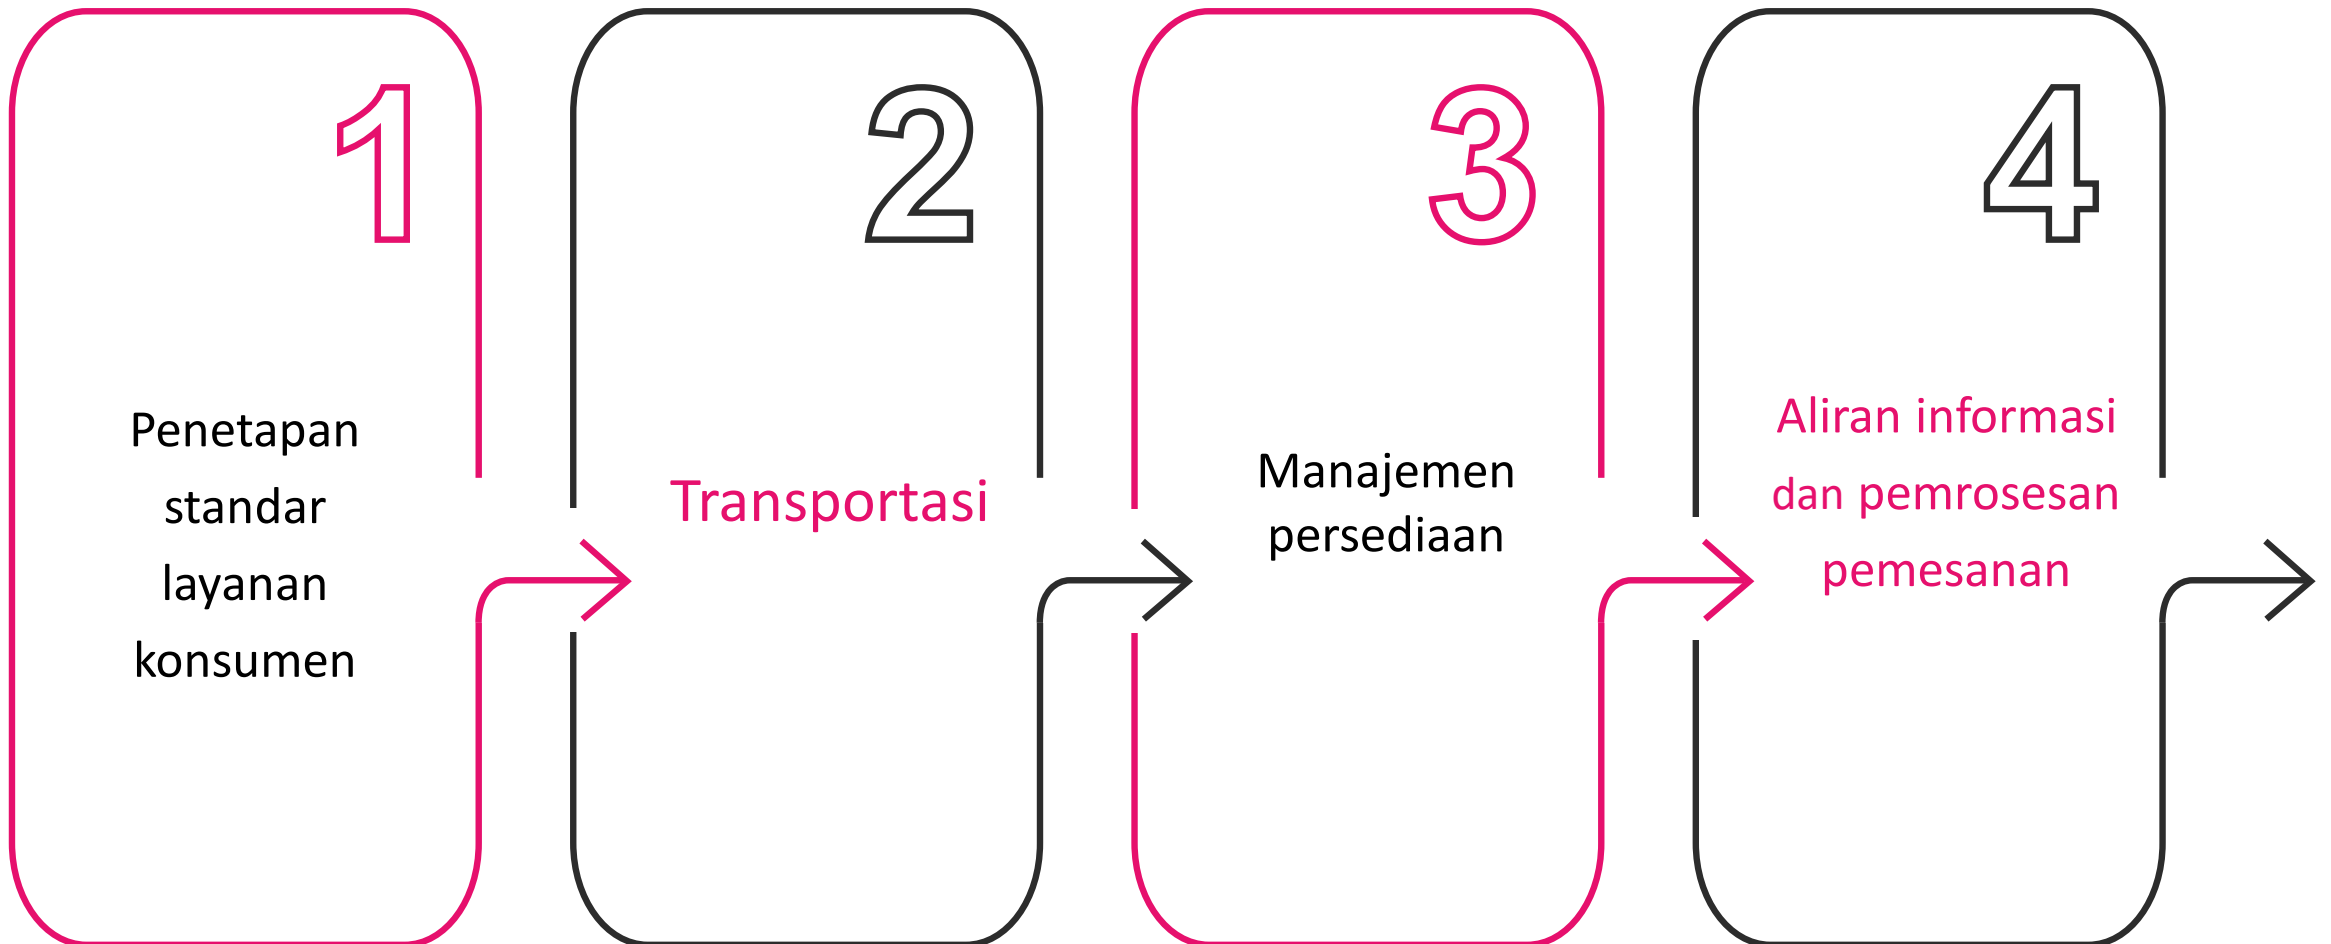 1
Penetapan
standar
layanan
konsumen
2
Transportasi
3
Manajemen
persediaan
4
Aliran informasi
dan pemrosesan
pemesanan